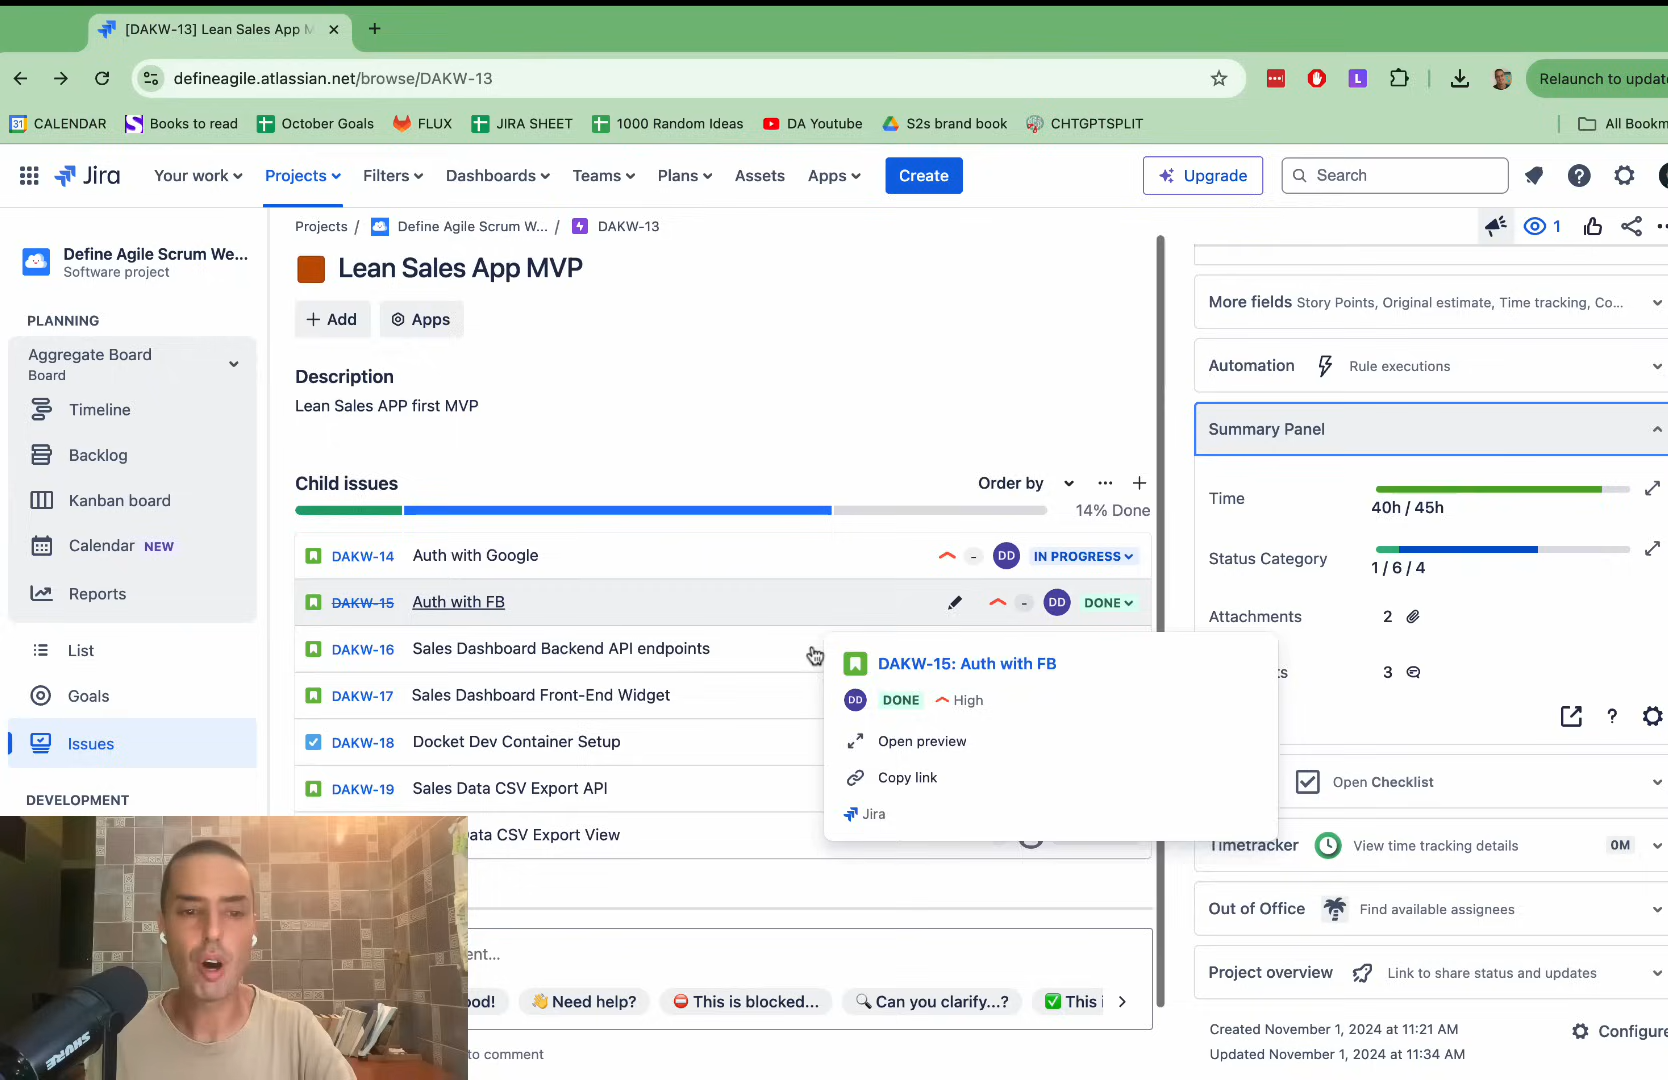 [DAKW-13] Lean Sales App M
defineagile.atlassian.net/browse/DAKW-13
Relaunch to update
31 CALENDAR
Books to read
October Goals
FLUX
JIRA SHEET
1000 Random Ideas
DA Youtube
S2s brand book
CHTGPTSPLIT
All Bookm
Jira
Your work
Projects
Filters
Dashboards
Teams
Plans
Assets
Apps
Create
Upgrade
Search
Define Agile Scrum We...
Software project
PLANNING
Aggregate Board
Board
Timeline
Backlog
Kanban board
Calendar NEW
Reports
List
Goals
Issues
DEVELOPMENT
Projects / Define Agile Scrum W... / DAKW-13
1
Lean Sales App MVP
Add
Apps
Description
Lean Sales APP first MVP
Child issues
Order by
14% Done
DAKW-14 Auth with Google - DD IN PROGRESS
DAKW-15 Auth with FB - DD DONE
DAKW-16 Sales Dashboard Backend API endpoints
DAKW-17 Sales Dashboard Front-End Widget
DAKW-18 Docket Dev Container Setup
DAKW-19 Sales Data CSV Export API
ata CSV Export View
DAKW-15: Auth with FB
DD DONE High
Open preview
Copy link
Jira
ent...
ood!
Need help?
This is blocked...
Can you clarify...?
This i
to comment
More fields Story Points, Original estimate, Time tracking, Co...
Automation Rule executions
Summary Panel
Time
40h / 45h
Status Category
1 / 6 / 4
Attachments 2
ts 3
?
Open Checklist
Timetracker View time tracking details 0M
Out of Office Find available assignees
Project overview Link to share status and updates
Created November 1, 2024 at 11:21 AM
Updated November 1, 2024 at 11:34 AM
Configure
SHURE